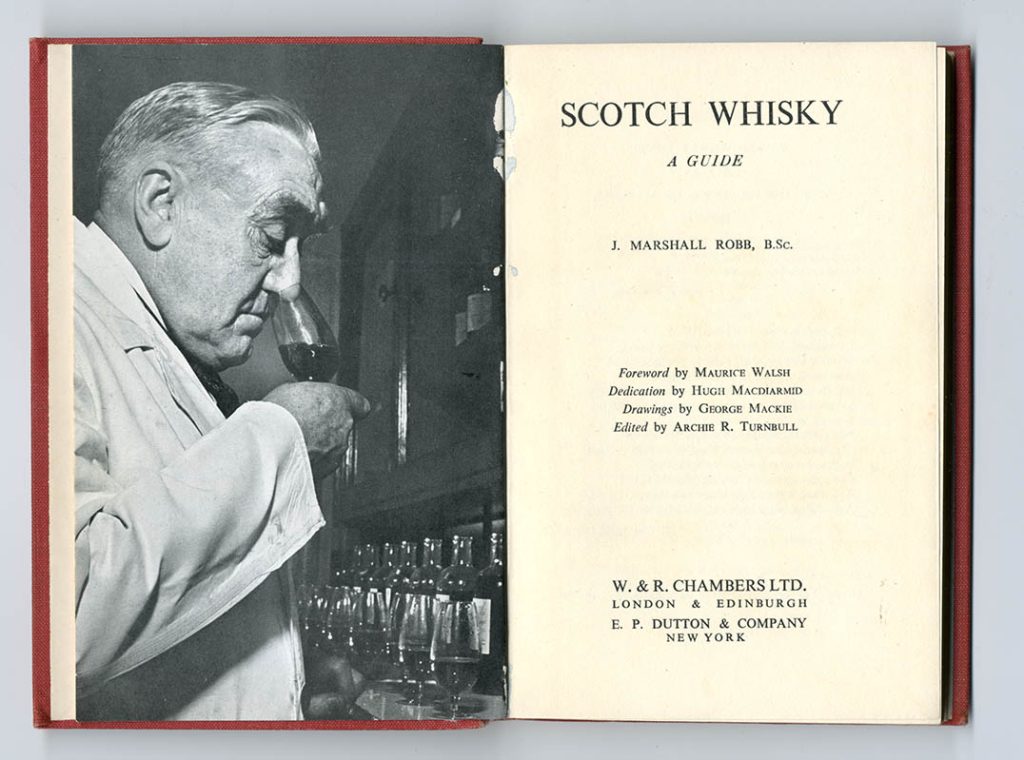 SCOTCH WHISKY
A GUIDE
J. MARSHALL ROBB, B.Sc.
Foreword by MAURICE WALSH
Dedication by HUGH MACDIARMID
Drawings by GEORGE MACKIE
Edited by ARCHIE R. TURNBULL
W. & R. CHAMBERS LTD.
LONDON & EDINBURGH
E. P. DUTTON & COMPANY
NEW YORK